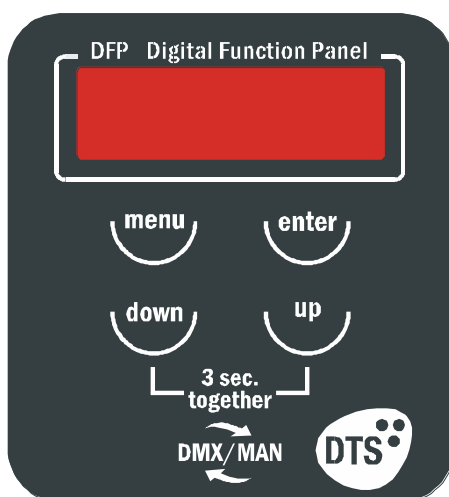 DFP Digital Function Panel
menu enter
down up
3 sec.
together
DMX/MAN
DTS